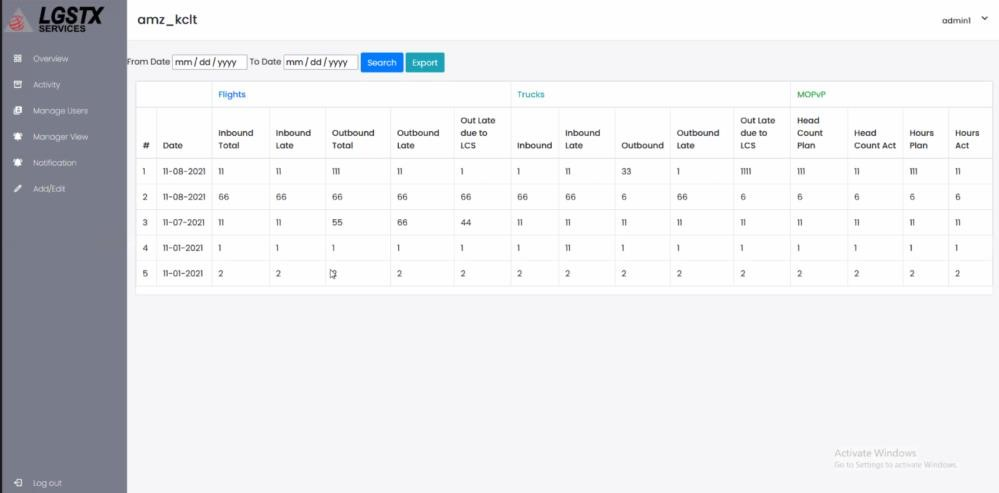 LGSTX
SERVICES
amz_kclt
admin1
Overview
Activity
Manage Users
Manager View
Notification
Add/Edit
Log out
From Date mm / dd / yyyy To Date mm / dd / yyyy Search Export
Flights Trucks MOPvP
# Date Inbound Total Inbound Late Outbound Total Outbound Late Out Late due to LCS Inbound Inbound Late Outbound Outbound Late Out Late due to LCS Head Count Plan Head Count Act Hours Plan Hours Act
1 11-08-2021 11 11 111 11 1 1 11 33 1 1111 111 11 111 11
2 11-08-2021 66 66 66 66 66 66 66 6 66 6 6 6 6 6
3 11-07-2021 11 11 55 66 44 11 11 11 11 11 11 11 11 11
4 11-01-2021 1 1 1 1 1 1 11 1 1 1 1 1 1 1
5 11-01-2021 2 2 2 2 2 2 2 2 2 2 2 2 2
Activate Windows
Go to Settings to activate Windows.